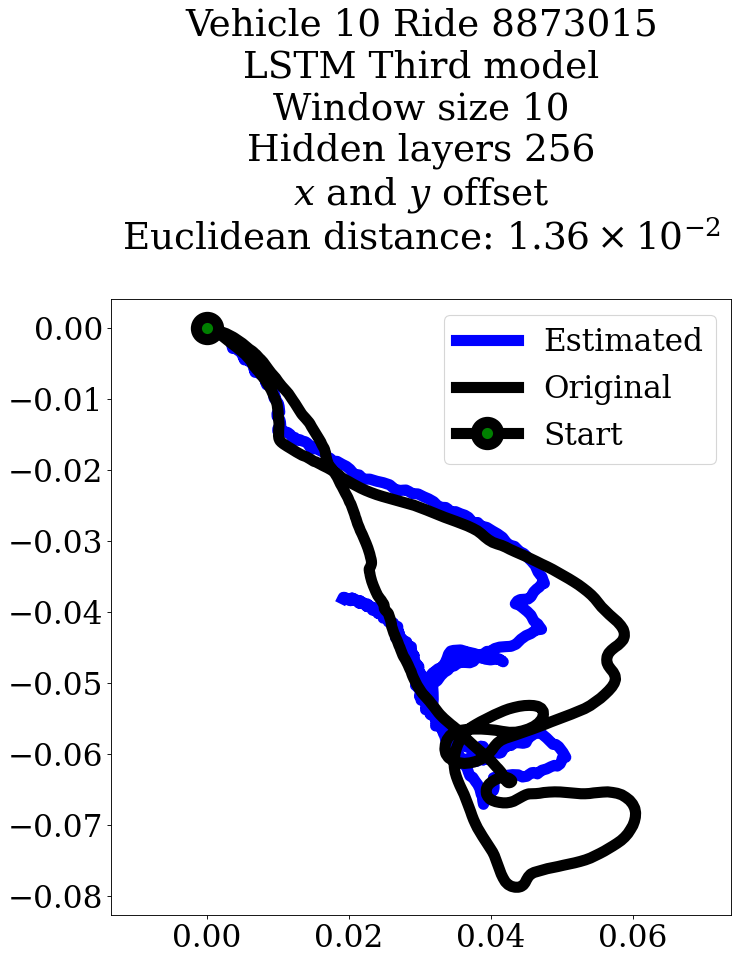 Vehicle 10 Ride 8873015
LSTM Third model
Window size 10
Hidden layers 256
x and y offset
Euclidean distance: 1.36 × 10⁻²
Estimated
Original
Start
0.00
−0.01
−0.02
−0.03
−0.04
−0.05
−0.06
−0.07
−0.08
0.00 0.02 0.04 0.06